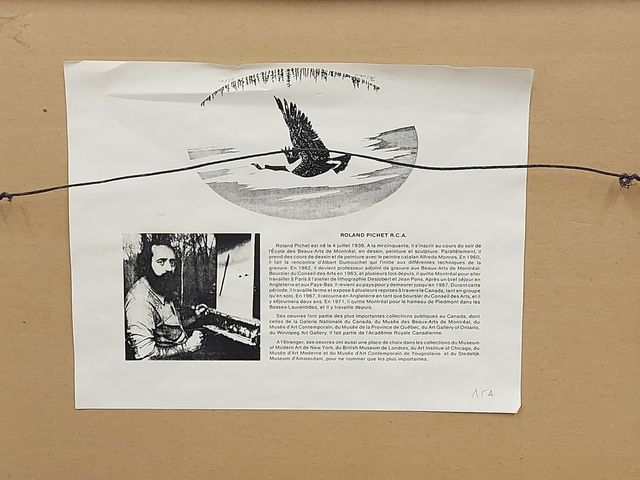 ROLAND PICHET R.C.A.
Roland Pichet est né le 4 juillet 1936. A la mi-cinquante, il s'inscrit au cours du soir de
l'École des Beaux-Arts de Montréal, en dessin, peinture et sculpture. Parallèlement, il
prend des cours de dessin et de peinture avec le peintre catalan Alfredo Monros. En 1960,
il fait la rencontre d'Albert Dumouchel qui l'initie aux différentes techniques de la
gravure. En 1962, il devient professeur adjoint de gravure aux Beaux-Arts de Montréal.
Boursier du Conseil des Arts en 1963, et plusieurs fois depuis, il quitte Montréal pour aller
travailler à Paris à l'atelier de lithographie Desjobert et Jean Pons. Après un bref séjour en
Angleterre et aux Pays-Bas, il revient au pays pour y demeurer jusqu'en 1967. Durant cette
période, il travaille ferme et expose à plusieurs reprises à travers le Canada, tant en groupe
qu'en solo. En 1967, il retourne en Angleterre en tant que boursier du Conseil des Arts, et il
y séjournera deux ans. En 1971, il quitte Montréal pour le hameau de Piedmont dans les
Basses-Laurentides, et il y travaille depuis.
Ses oeuvres font partie des plus importantes collections publiques au Canada, dont
celles de la Galerie Nationale du Canada, du Musée des Beaux-Arts de Montréal, du
Musée d'Art Contemporain, du Musée de la Province de Québec, du Art Gallery of Ontario,
du Winnipeg Art Gallery. Il fait partie de l'Académie Royale Canadienne.
A l'étranger, ses oeuvres ont aussi une place de choix dans les collections du Museum
of Modern Art de New York, du British Museum de Londres, du Art Institue of Chicago, du
Musée d'Art Moderne et du Musée d'Art Contemporain de Yougoslavie et du Stedelijk
Museum d'Amsterdam, pour ne nommer que les plus importantes.